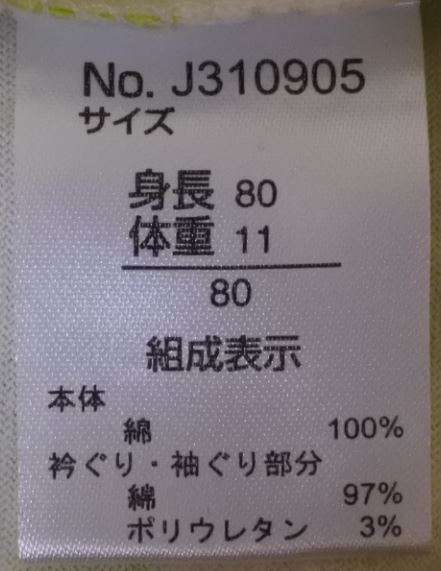 No. J310905
サイズ
身長 80
体重 11
80
組成表示
本体
綿 100%
衿ぐり・袖ぐり部分
綿 97%
ポリウレタン 3%